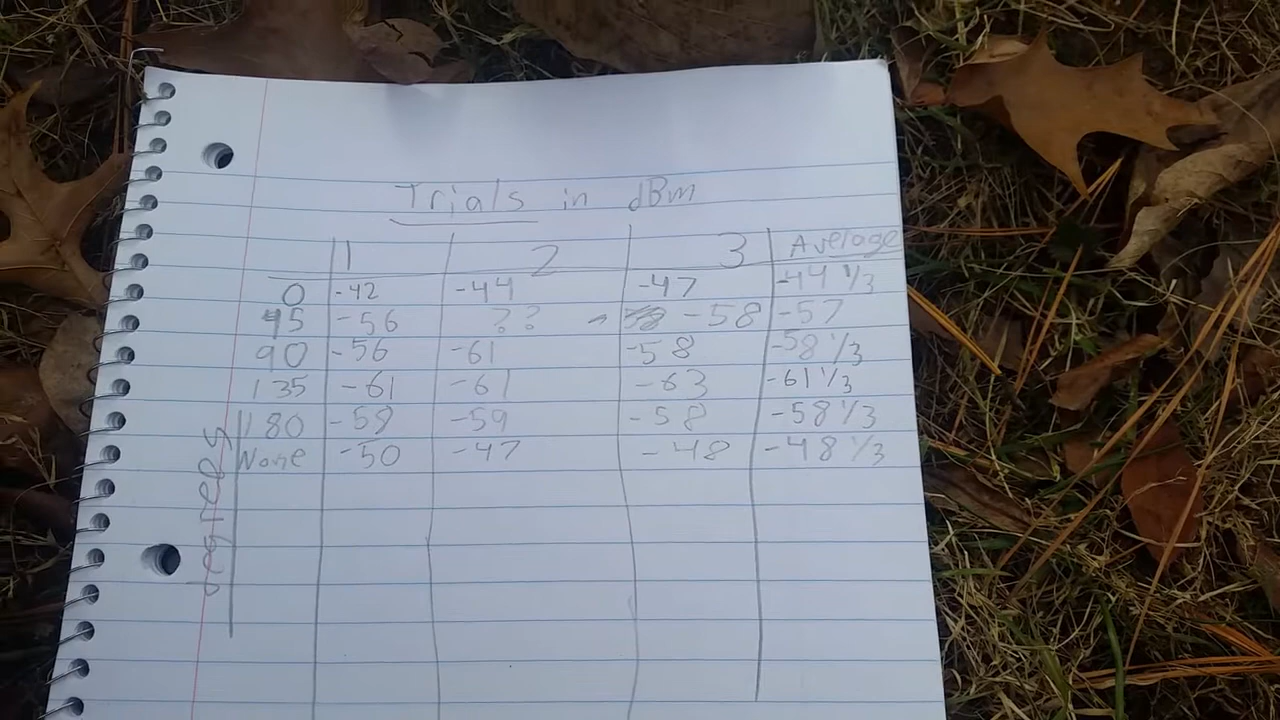 Trials in dBm
1 2 3 Average
0 -42 -44 -47 -44 1/3
45 -56 ?? -58 -57
90 -56 -61 -58 -58 1/3
135 -61 -61 -63 -61 1/3
180 -58 -59 -58 -58 1/3
None -50 -47 -48 -48 1/3
degrees